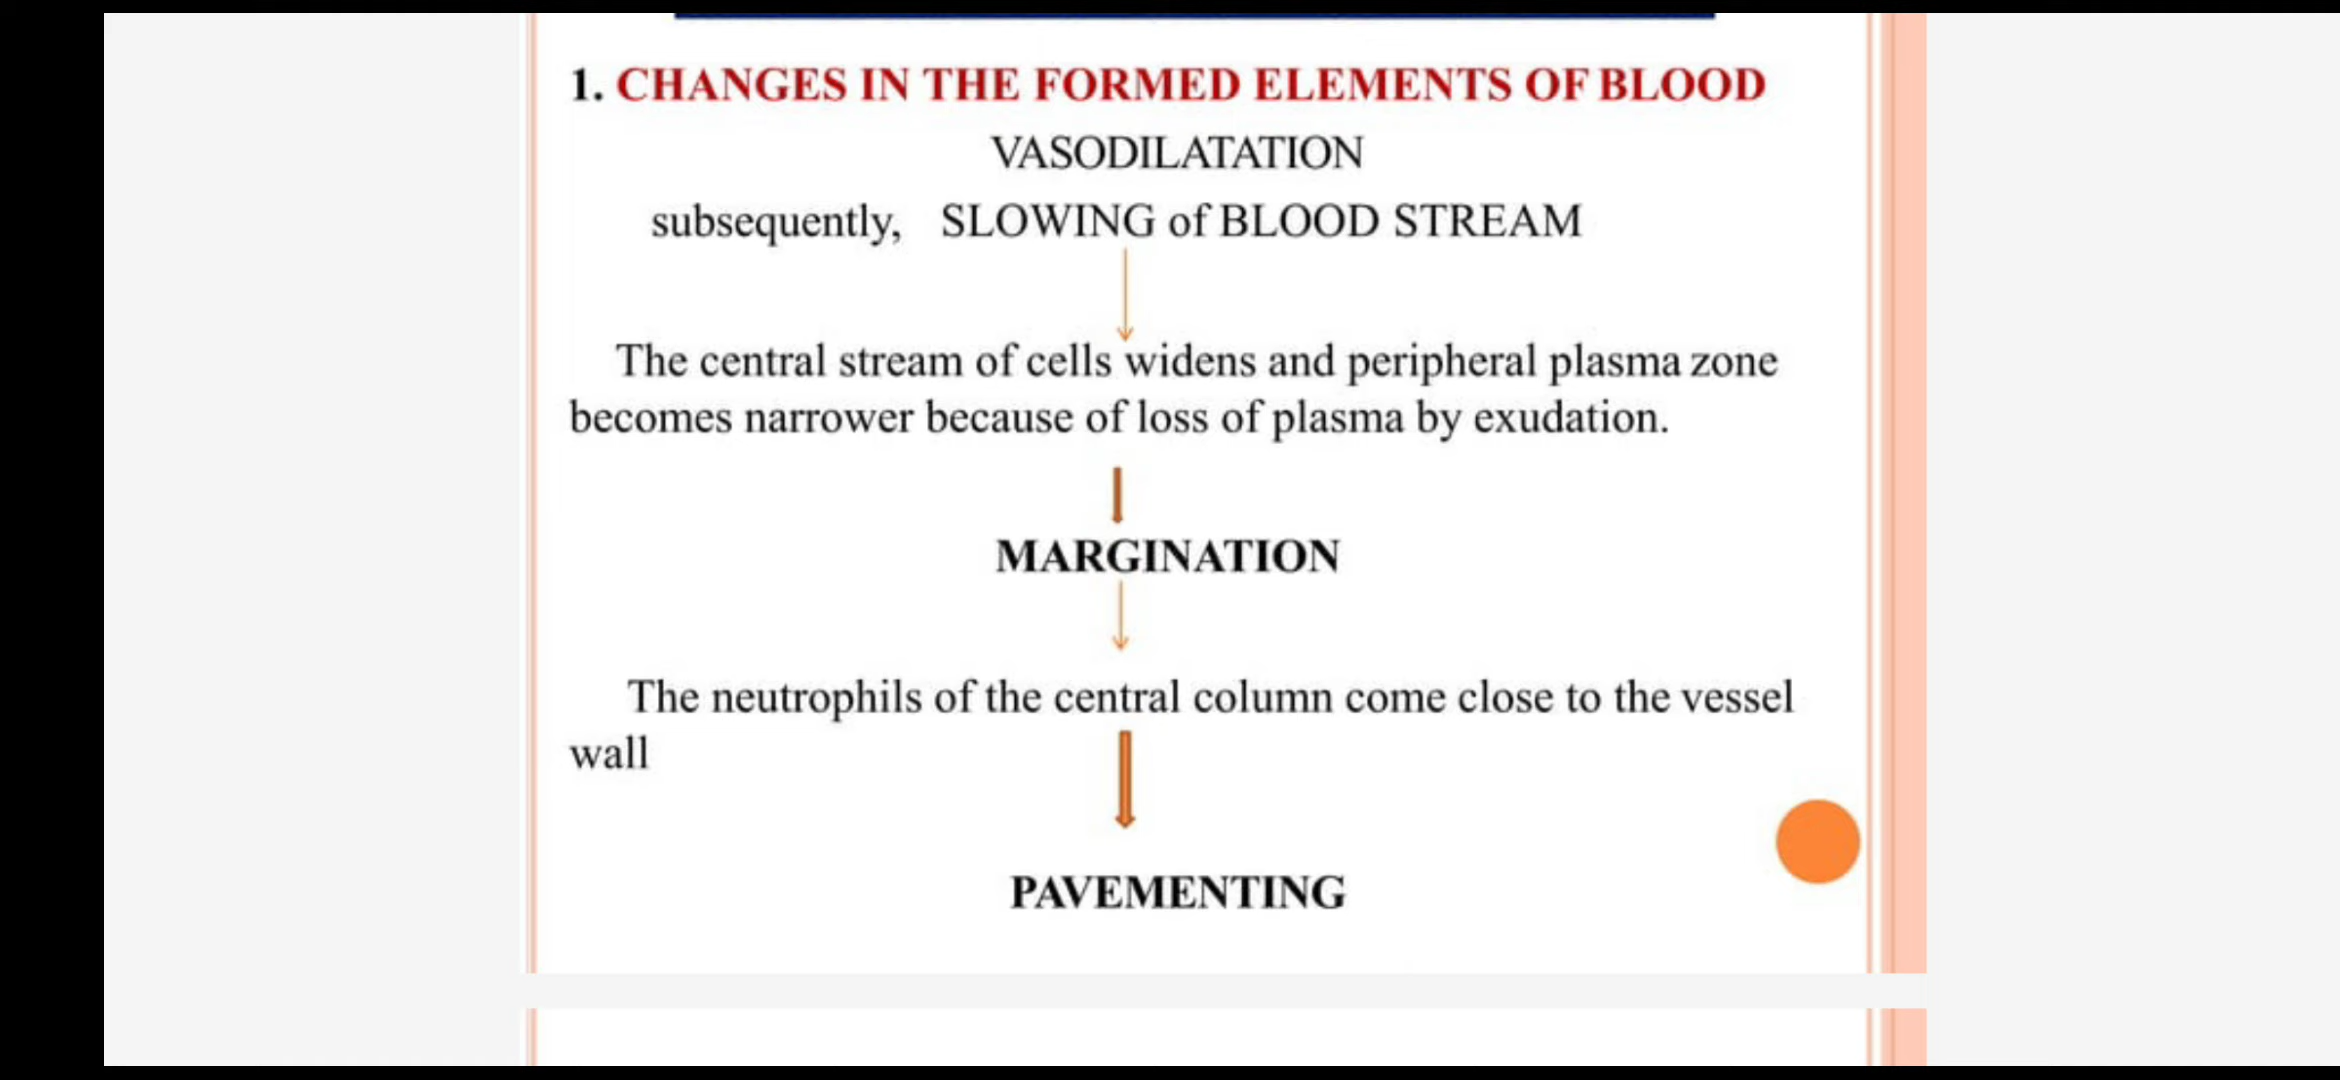 1. CHANGES IN THE FORMED ELEMENTS OF BLOOD
VASODILATATION
subsequently, SLOWING of BLOOD STREAM
The central stream of cells widens and peripheral plasma zone
becomes narrower because of loss of plasma by exudation.
MARGINATION
The neutrophils of the central column come close to the vessel
wall
PAVEMENTING